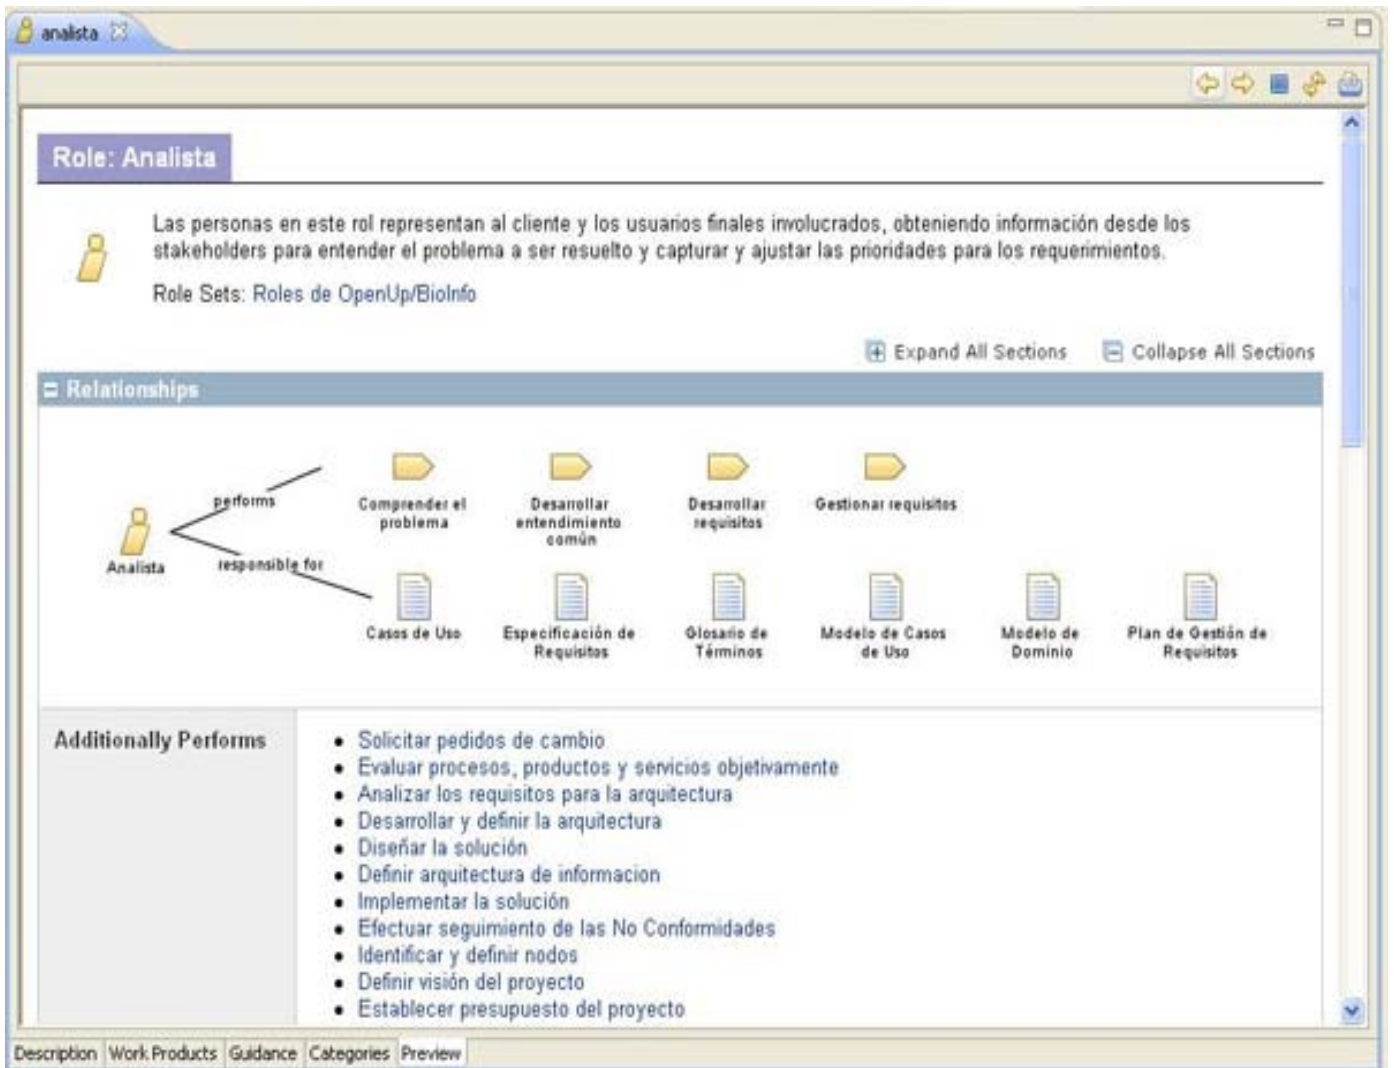 analista
Role: Analista
Las personas en este rol representan al cliente y los usuarios finales involucrados, obteniendo información desde los
stakeholders para entender el problema a ser resuelto y capturar y ajustar las prioridades para los requerimientos.
Role Sets: Roles de OpenUp/BioInfo
Expand All Sections Collapse All Sections
Relationships
performs
responsible for
Analista
Comprender el
problema
Desarrollar
entendimiento
común
Desarrollar
requisitos
Gestionar requisitos
Casos de Uso
Especificación de
Requisitos
Glosario de
Términos
Modelo de Casos
de Uso
Modelo de
Dominio
Plan de Gestión de
Requisitos
Additionally Performs
Solicitar pedidos de cambio
Evaluar procesos, productos y servicios objetivamente
Analizar los requisitos para la arquitectura
Desarrollar y definir la arquitectura
Diseñar la solución
Definir arquitectura de informacion
Implementar la solución
Efectuar seguimiento de las No Conformidades
Identificar y definir nodos
Definir visión del proyecto
Establecer presupuesto del proyecto
Description Work Products Guidance Categories Preview